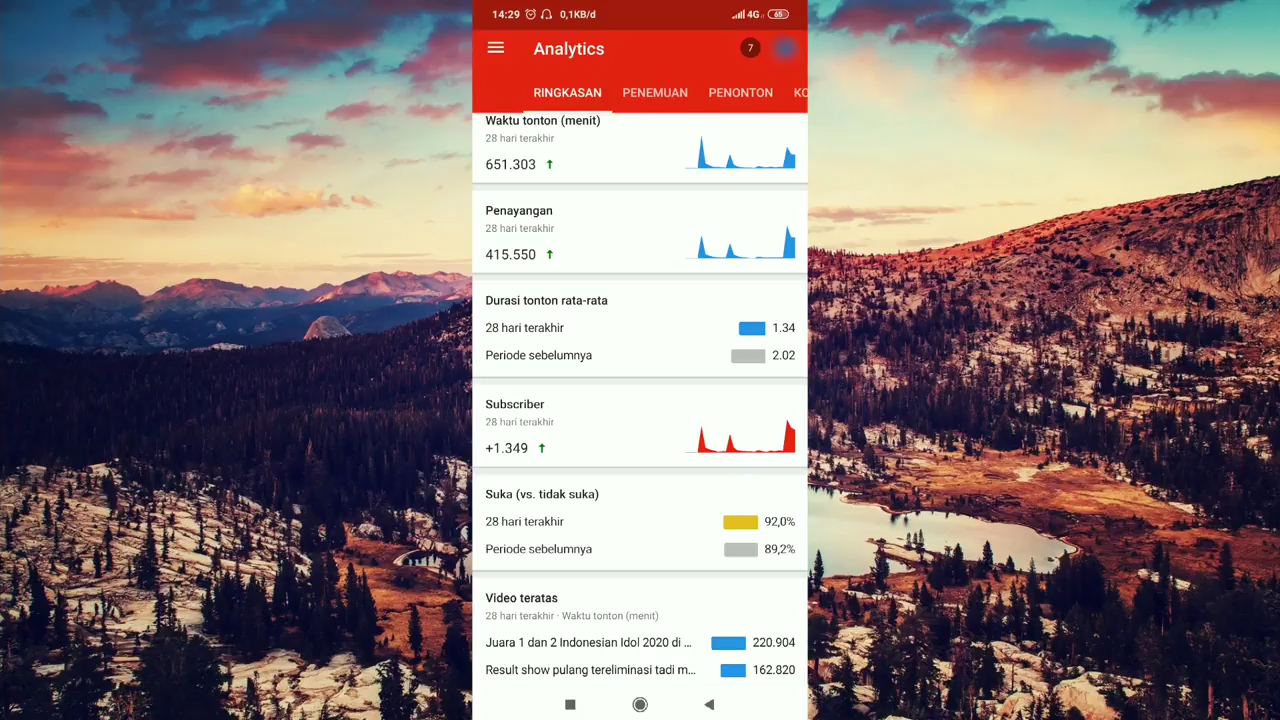 14:29 0,1KB/d 4G 65
Analytics 7
RINGKASAN PENEMUAN PENONTON KO
Waktu tonton (menit)
28 hari terakhir
651.303
Penayangan
28 hari terakhir
415.550
Durasi tonton rata-rata
28 hari terakhir 1.34
Periode sebelumnya 2.02
Subscriber
28 hari terakhir
+1.349
Suka (vs. tidak suka)
28 hari terakhir 92,0%
Periode sebelumnya 89,2%
Video teratas
28 hari terakhir · Waktu tonton (menit)
Juara 1 dan 2 Indonesian Idol 2020 di ... 220.904
Result show pulang tereliminasi tadi m... 162.820